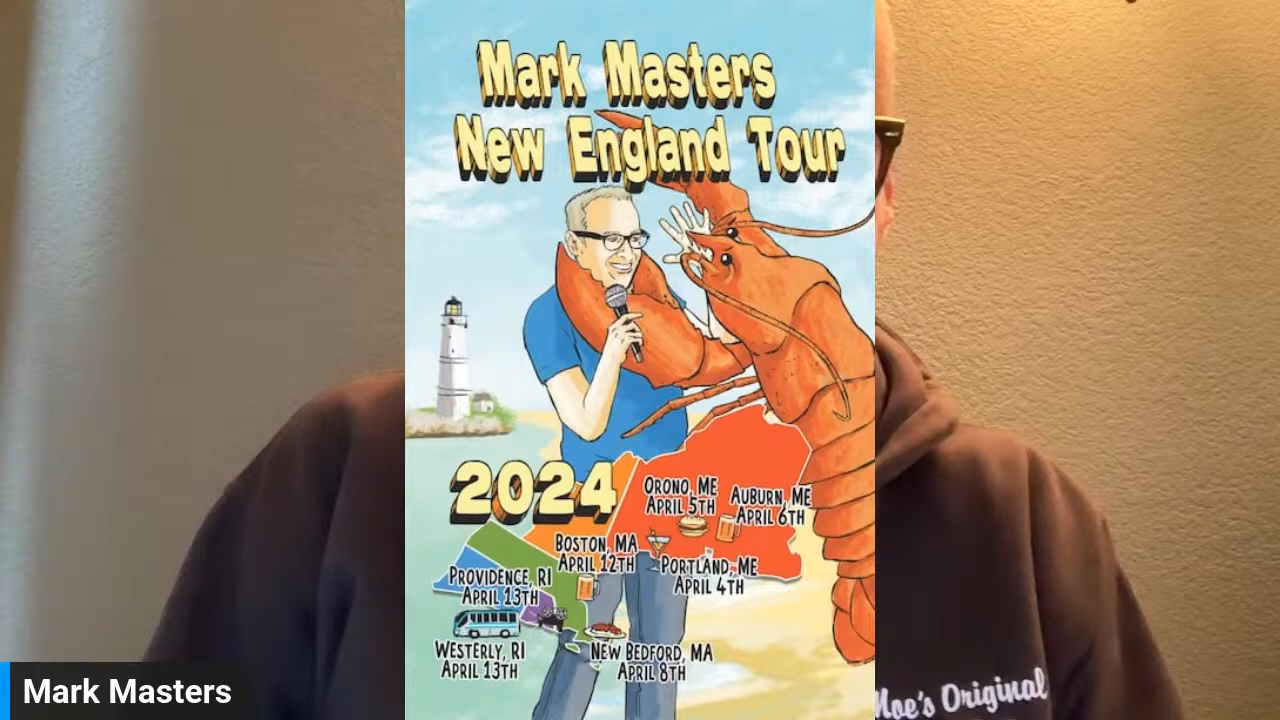 Mark Masters
New England Tour
2024
ORONO, ME
APRIL 5TH
AUBURN, ME
APRIL 6TH
BOSTON, MA
APRIL 12TH
PORTLAND, ME
APRIL 4TH
PROVIDENCE, RI
APRIL 13TH
WESTERLY, RI
APRIL 13TH
NEW BEDFORD, MA
APRIL 8TH
Mark Masters
Moe's Original